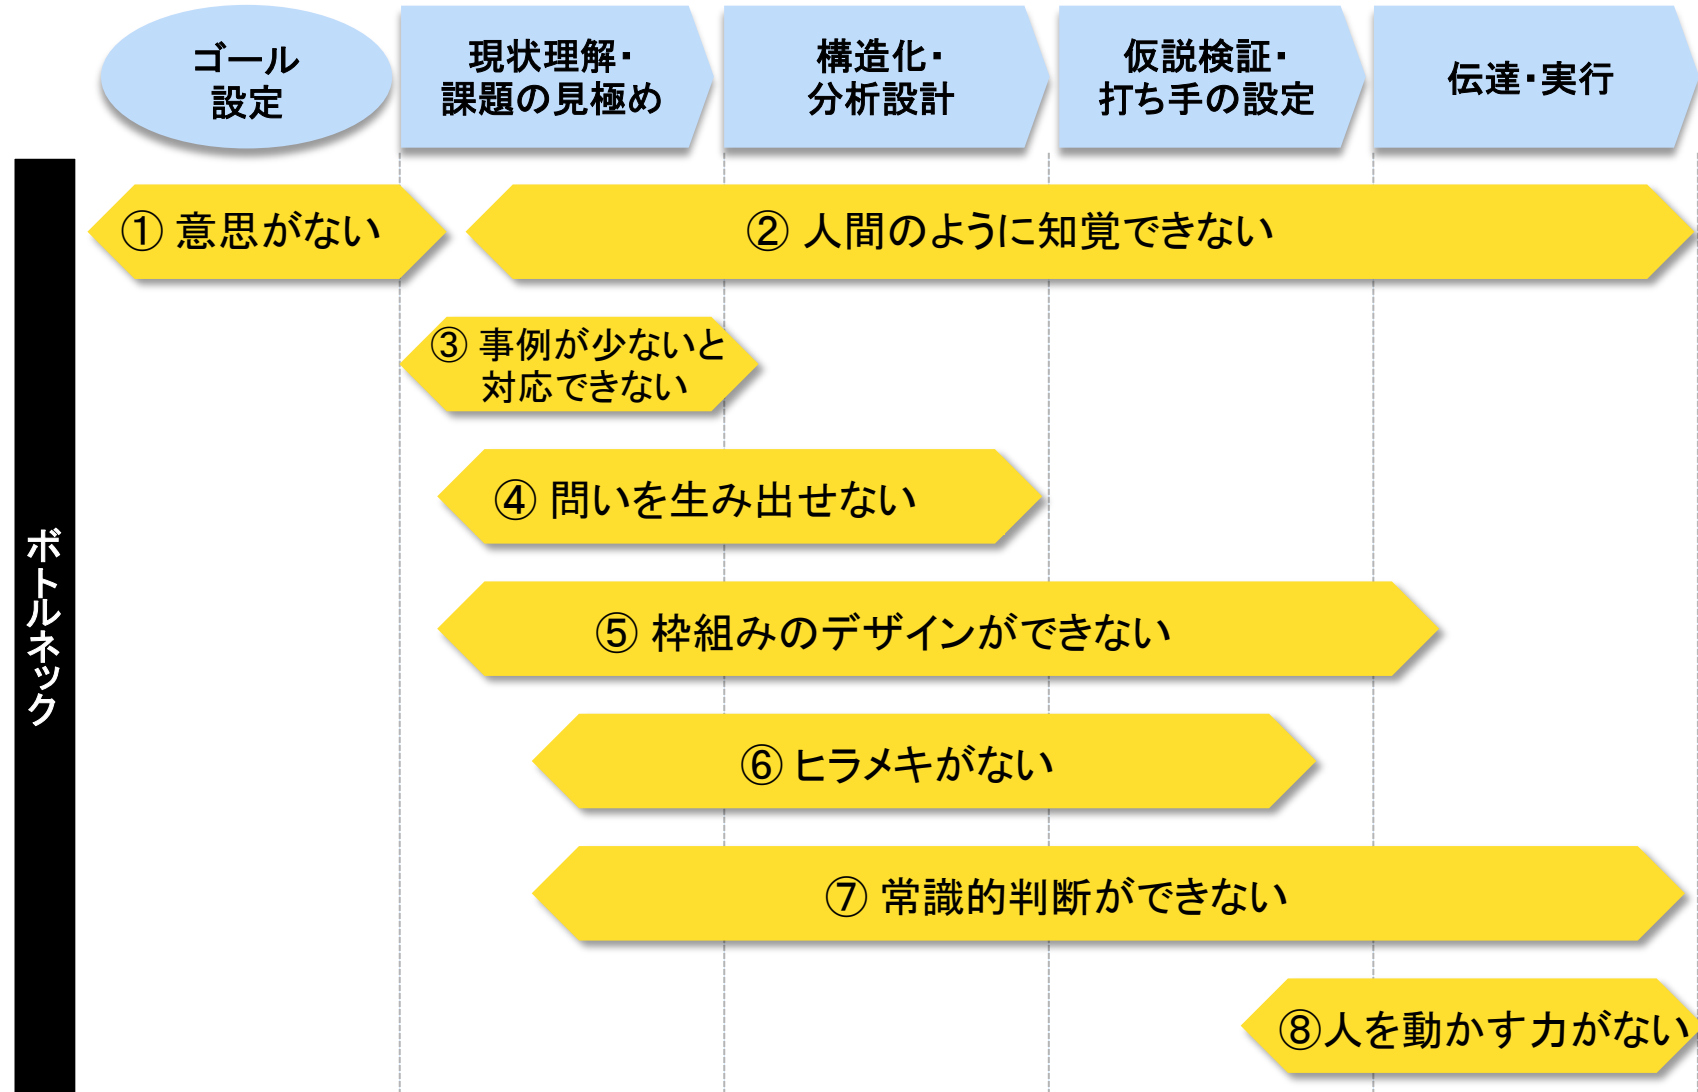 ゴール
設定
現状理解・
課題の見極め
構造化・
分析設計
仮説検証・
打ち手の設定
伝達・実行
ボトルネック
① 意思がない
② 人間のように知覚できない
③ 事例が少ないと
対応できない
④ 問いを生み出せない
⑤ 枠組みのデザインができない
⑥ ヒラメキがない
⑦ 常識的判断ができない
⑧人を動かす力がない